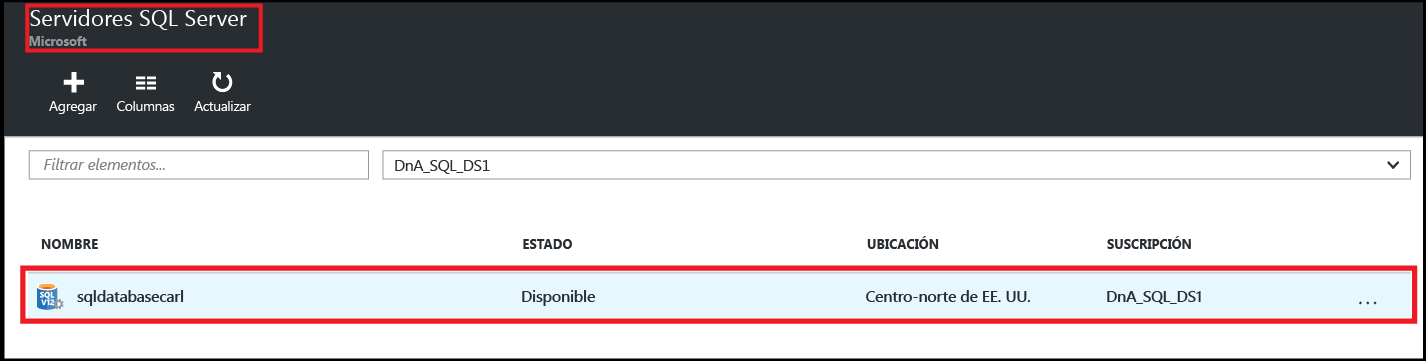 Servidores SQL Server
Microsoft
Agregar Columnas Actualizar
Filtrar elementos... DnA_SQL_DS1
NOMBRE ESTADO UBICACIÓN SUSCRIPCIÓN
SQL
V12
sqldatabasecarl Disponible Centro-norte de EE. UU. DnA_SQL_DS1 ...